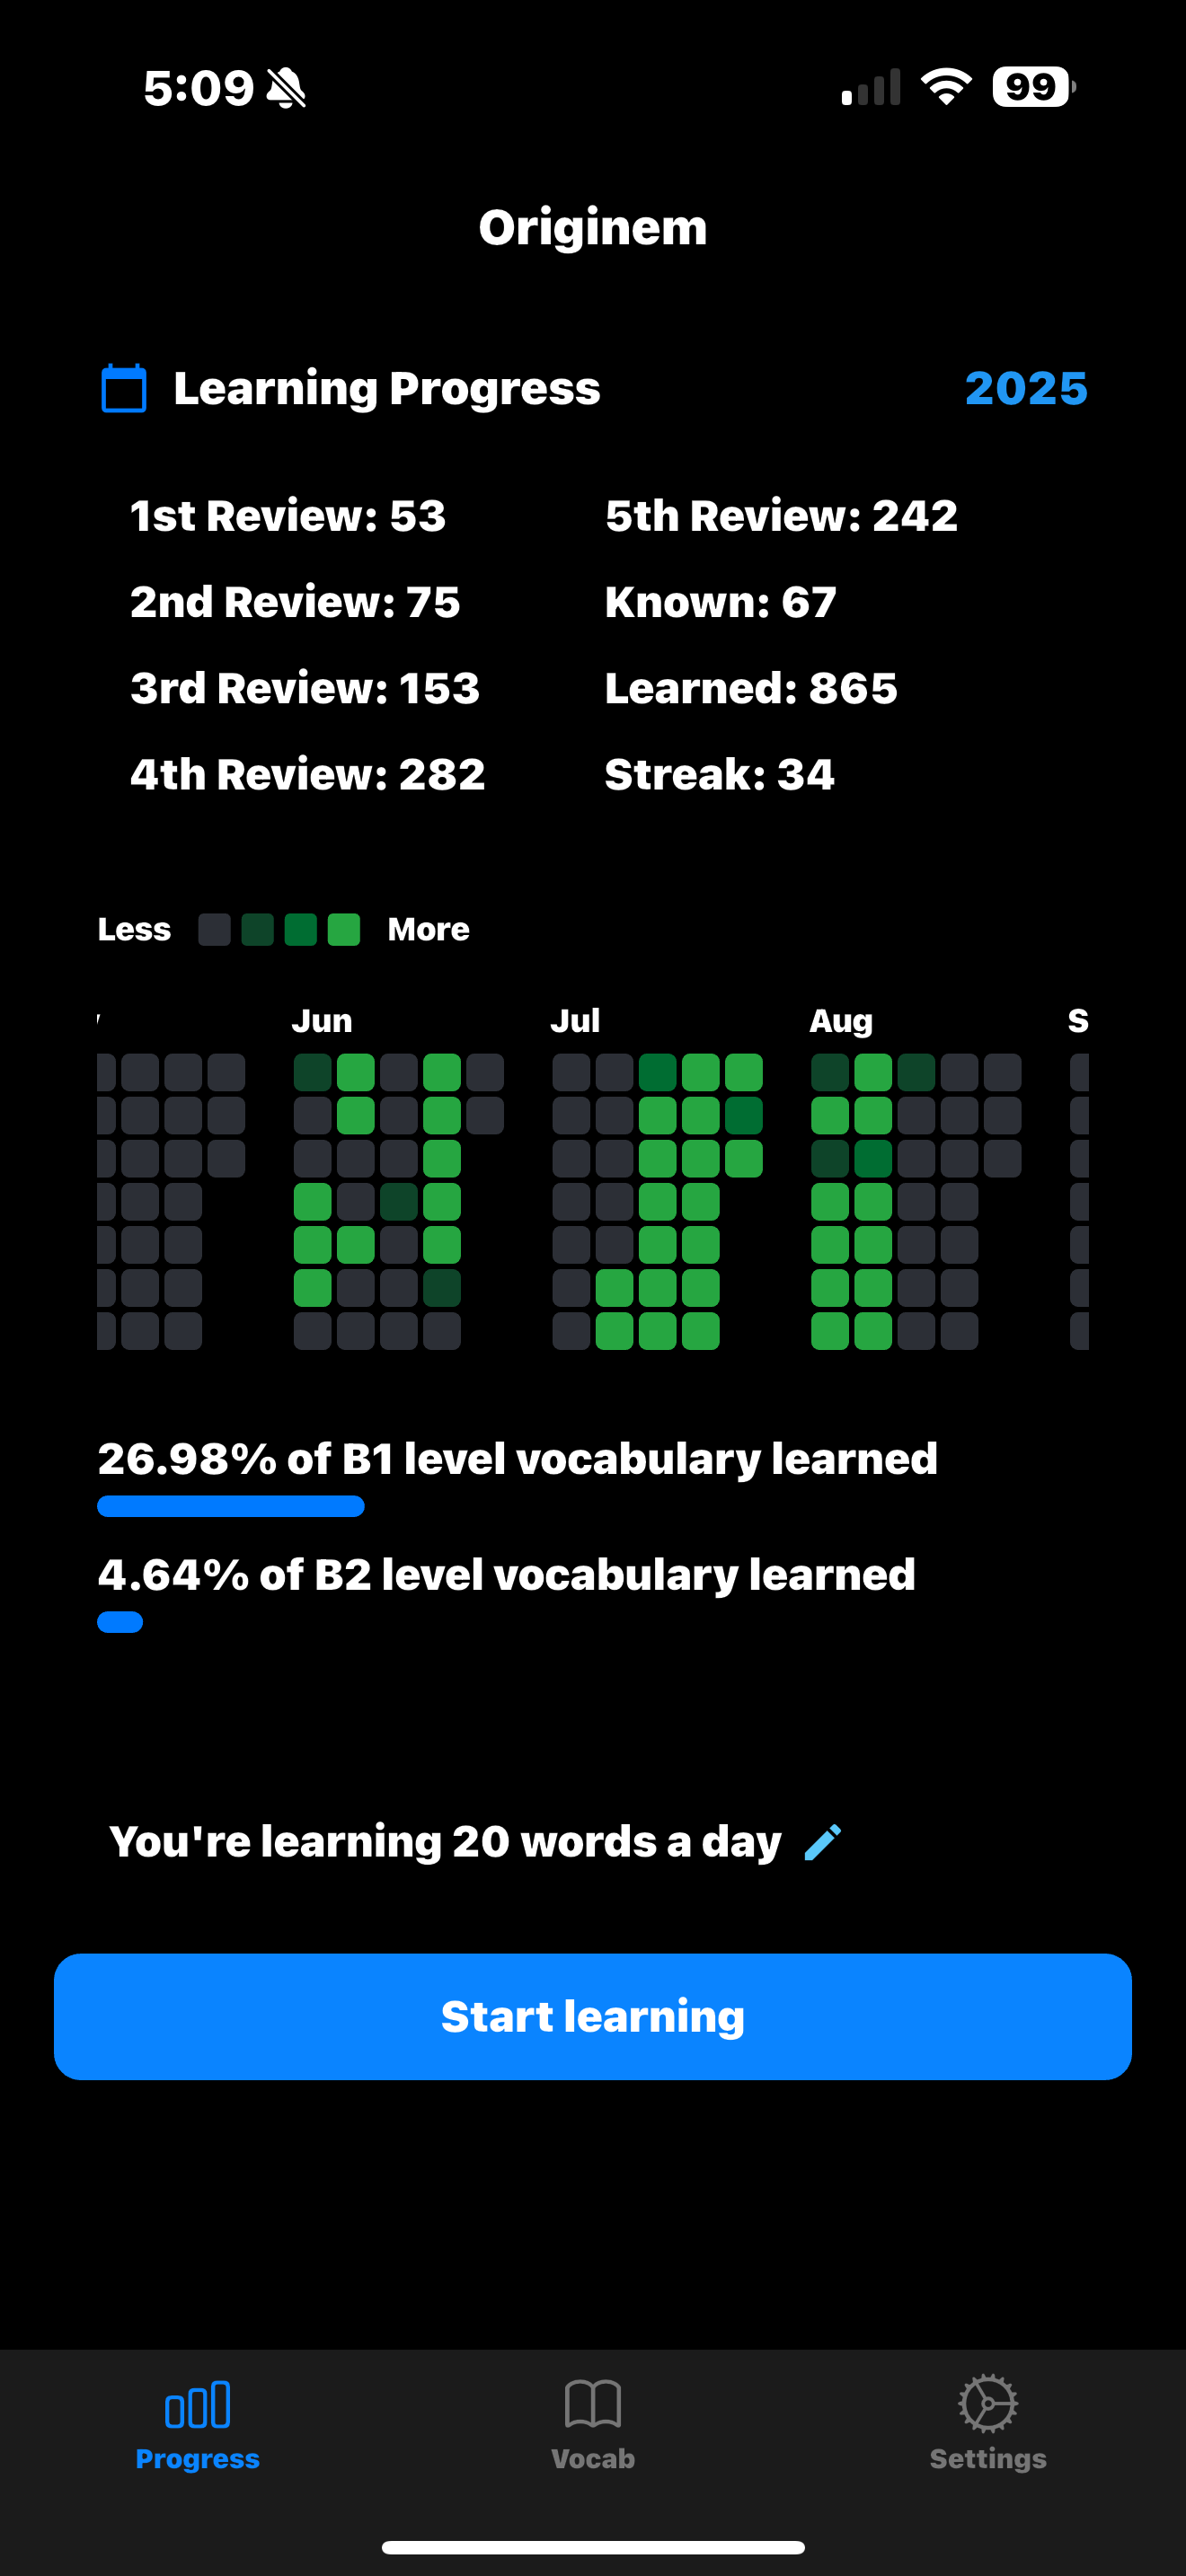 5:09
99
Originem
Learning Progress
2025
1st Review: 53
5th Review: 242
2nd Review: 75
Known: 67
3rd Review: 153
Learned: 865
4th Review: 282
Streak: 34
Less
More
Jun
Jul
Aug
S
26.98% of B1 level vocabulary learned
4.64% of B2 level vocabulary learned
You're learning 20 words a day
Start learning
Progress
Vocab
Settings